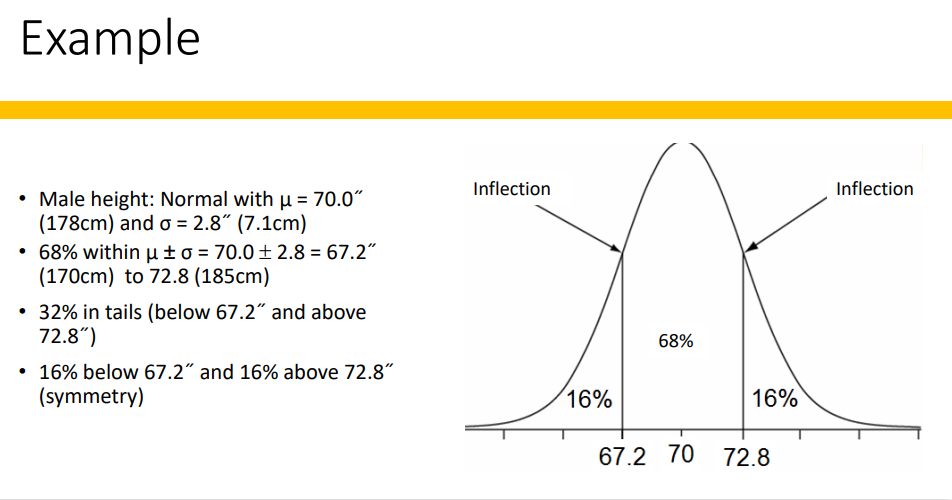 Example
• Male height: Normal with μ = 70.0˝
(178cm) and σ = 2.8˝ (7.1cm)
• 68% within μ ± σ = 70.0 ± 2.8 = 67.2˝
(170cm)  to 72.8 (185cm)
• 32% in tails (below 67.2˝ and above
72.8˝)
• 16% below 67.2˝ and 16% above 72.8˝
(symmetry)
Inflection
Inflection
68%
16%
16%
67.2
70
72.8